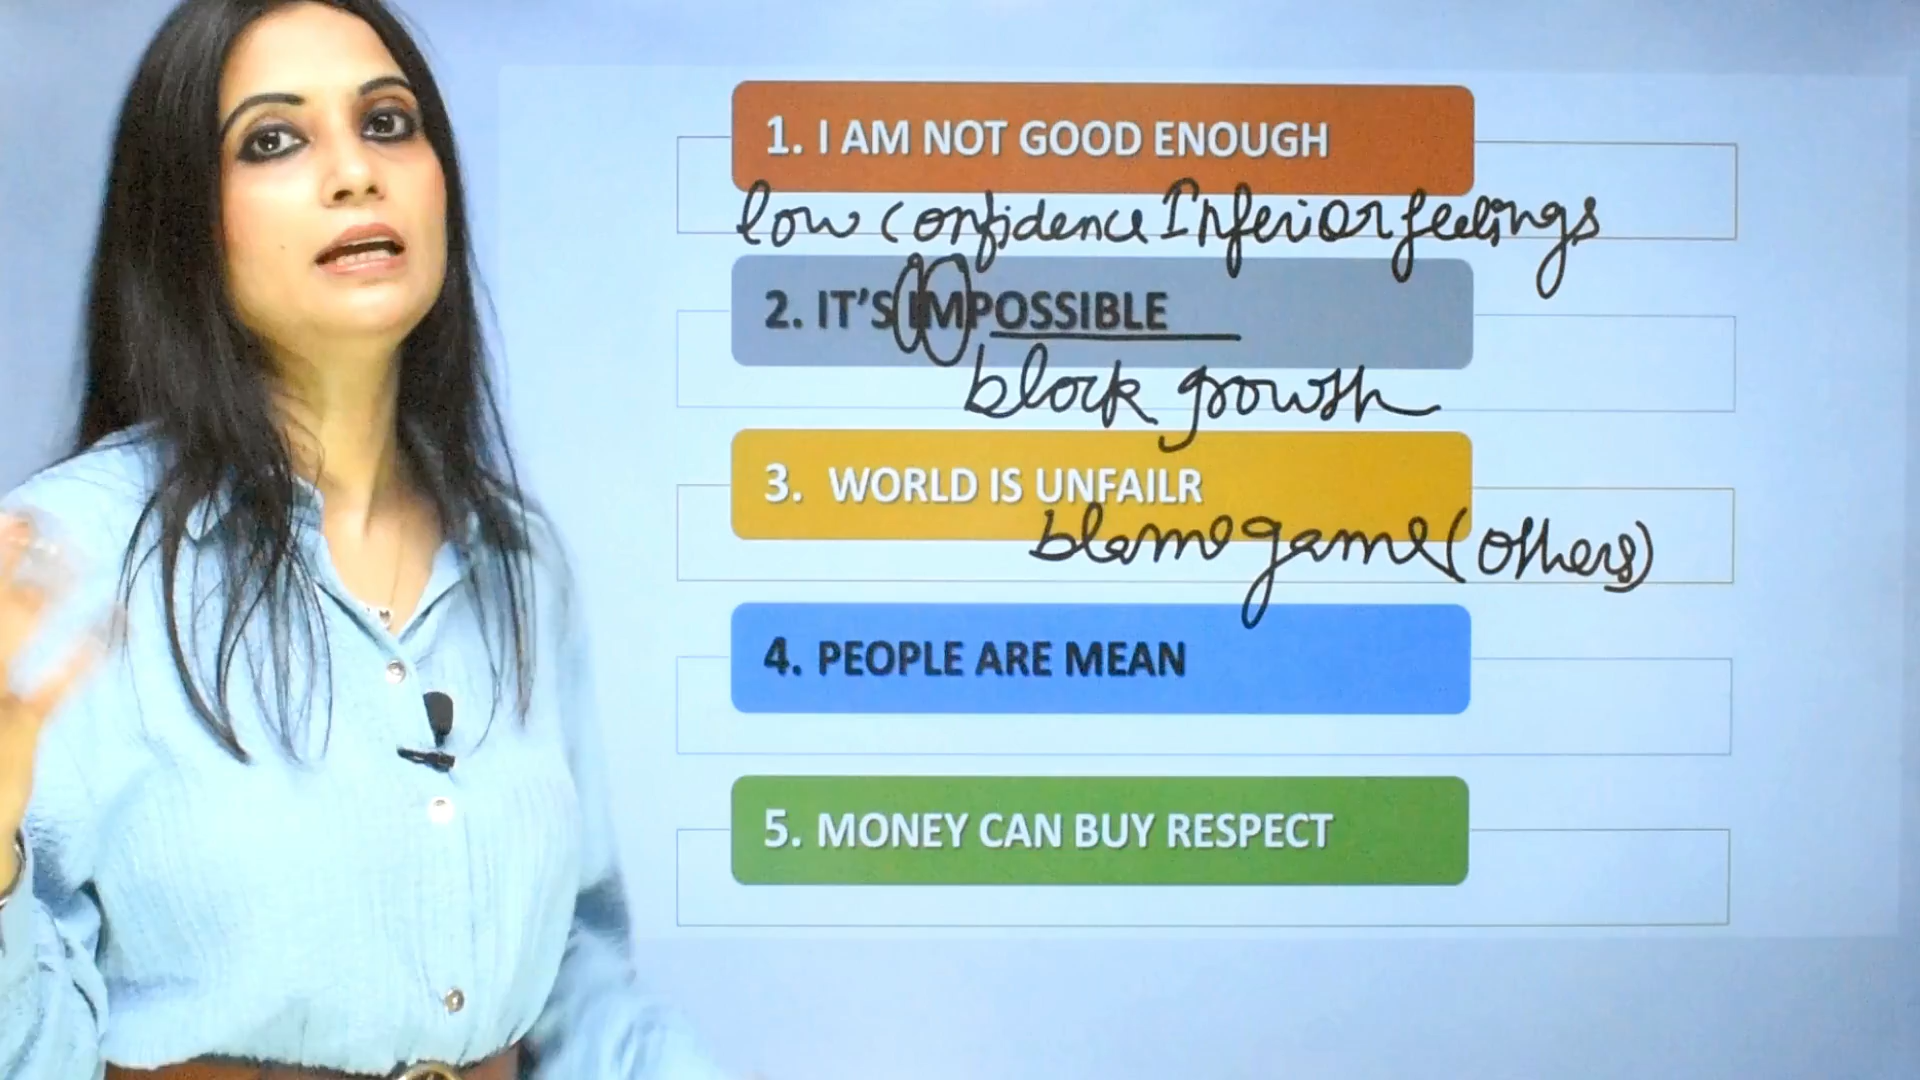 1. I AM NOT GOOD ENOUGH
low confidence Inferior feelings
2. IT'S IMPOSSIBLE
block growth
3. WORLD IS UNFAILR
blame game (others)
4. PEOPLE ARE MEAN
5. MONEY CAN BUY RESPECT